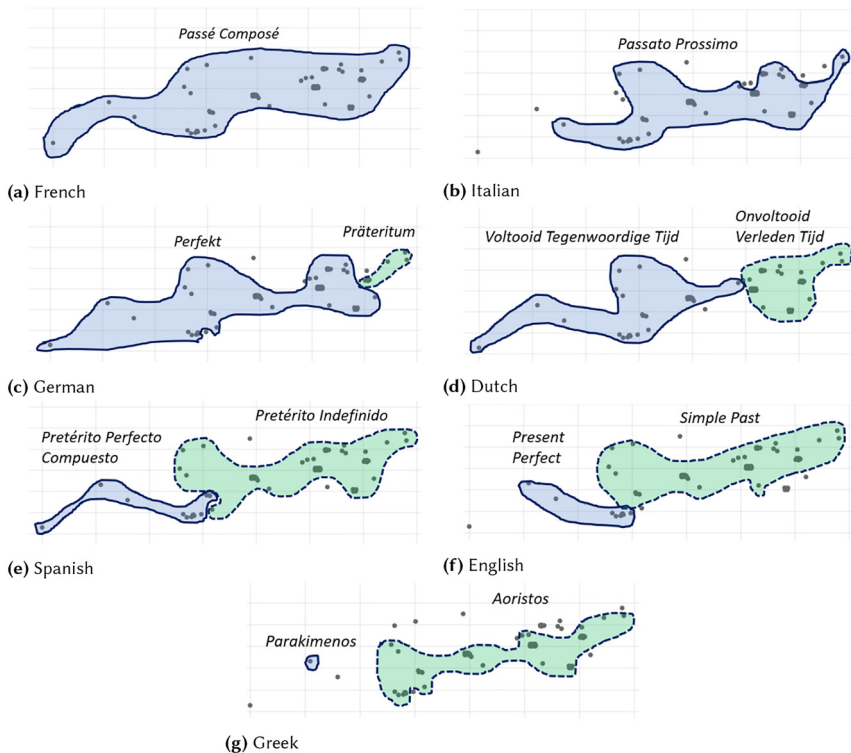 Passé Composé
(a) French
Passato Prossimo
(b) Italian
Perfekt
Präteritum
(c) German
Voltooid Tegenwoordige Tijd
Onvoltooid
Verleden Tijd
(d) Dutch
Pretérito Perfecto
Compuesto
Pretérito Indefinido
(e) Spanish
Present
Perfect
Simple Past
(f) English
Parakimenos
Aoristos
(g) Greek